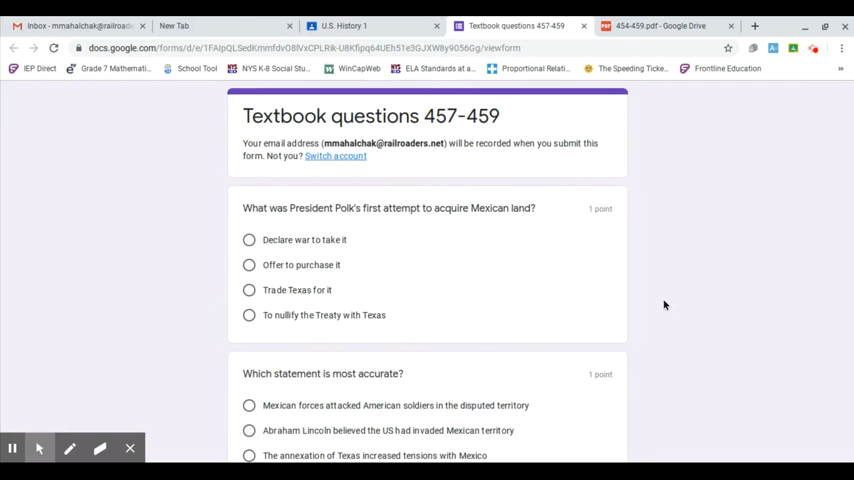 Inbox - mmahalchak@railroade
New Tab
U.S. History 1
Textbook questions 457-459
454-459.pdf - Google Drive
docs.google.com/forms/d/e/1FAIpQLSedKmmfdvO8lVxCPLRik-U8Kfipq64UEh51e3GJXW8y9056Gg/viewform
IEP Direct
Grade 7 Mathemati...
School Tool
NYS K-8 Social Stu...
WinCapWeb
ELA Standards at a...
Proportional Relati...
The Speeding Ticke...
Frontline Education
Textbook questions 457-459
Your email address (mmahalchak@railroaders.net) will be recorded when you submit this
form. Not you? Switch account
What was President Polk's first attempt to acquire Mexican land?
1 point
Declare war to take it
Offer to purchase it
Trade Texas for it
To nullify the Treaty with Texas
Which statement is most accurate?
1 point
Mexican forces attacked American soldiers in the disputed territory
Abraham Lincoln believed the US had invaded Mexican territory
The annexation of Texas increased tensions with Mexico